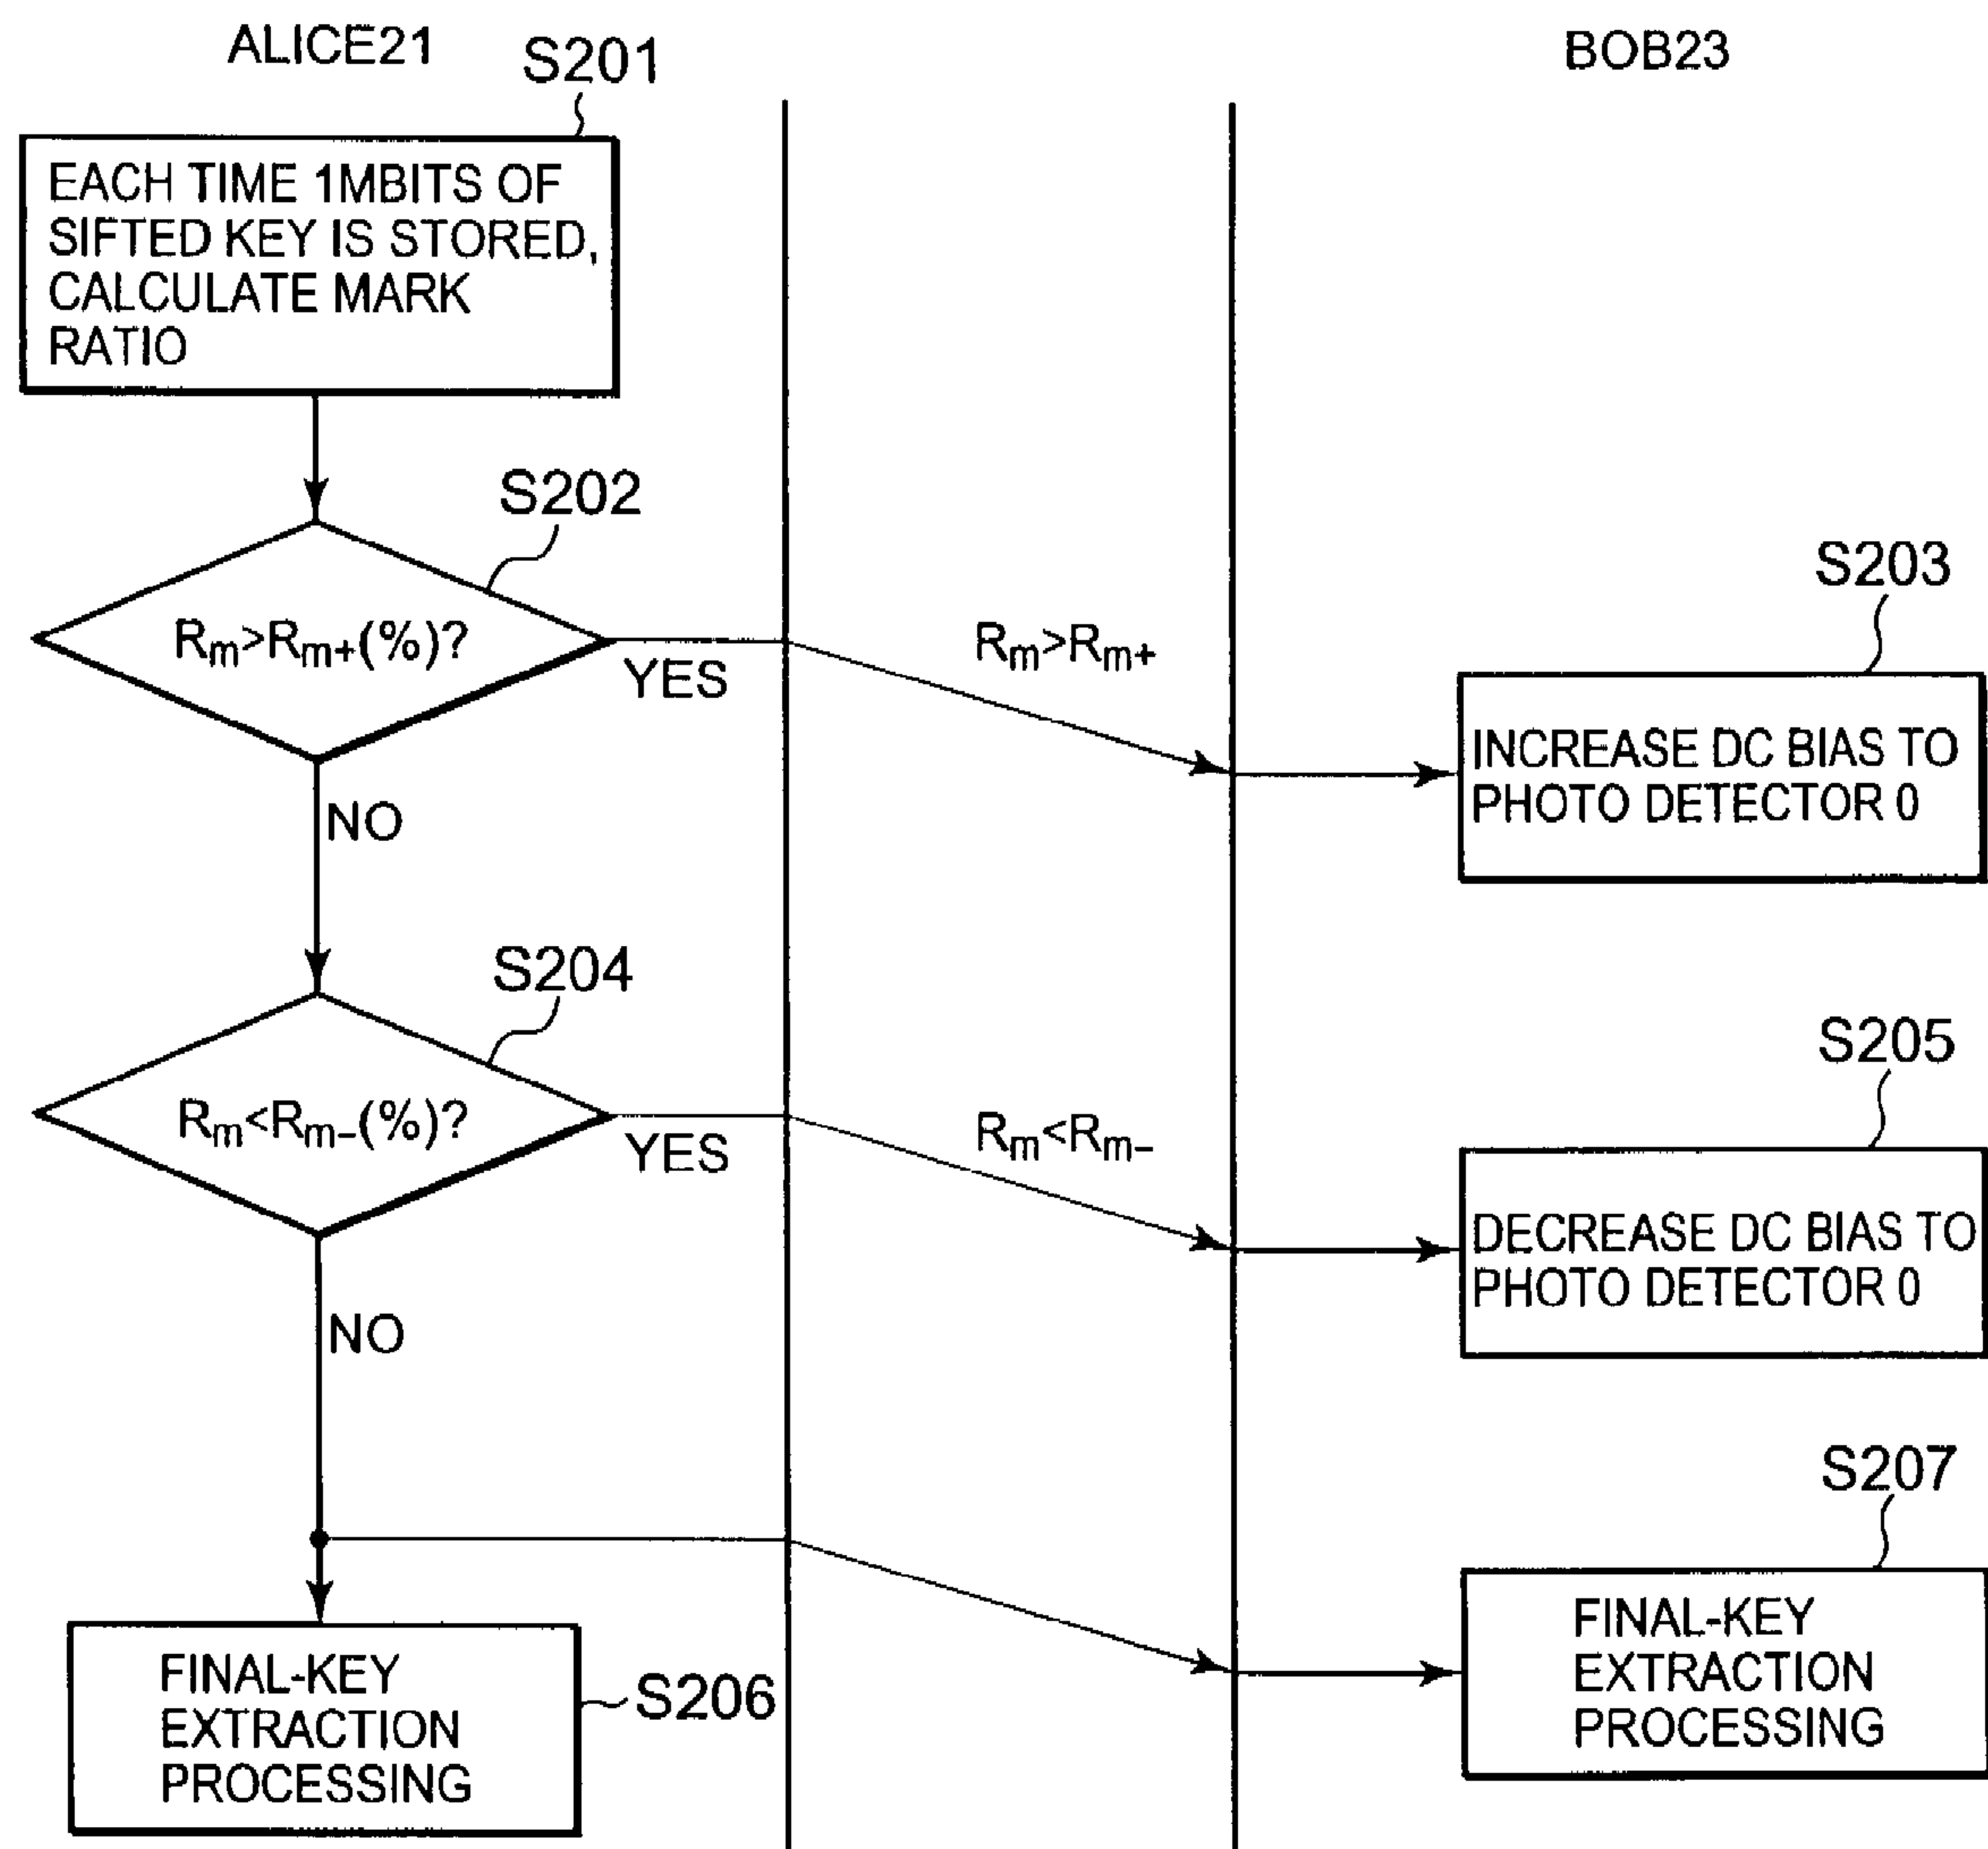 ALICE21
BOB23
S201
EACH TIME 1MBITS OF
SIFTED KEY IS STORED,
CALCULATE MARK
RATIO
S202
Rm>Rm+(%)?
YES
Rm>Rm+
S203
INCREASE DC BIAS TO
PHOTO DETECTOR 0
NO
S204
Rm<Rm-(%)?
YES
Rm<Rm-
S205
DECREASE DC BIAS TO
PHOTO DETECTOR 0
NO
S207
FINAL-KEY
EXTRACTION
PROCESSING
FINAL-KEY
EXTRACTION
PROCESSING
S206